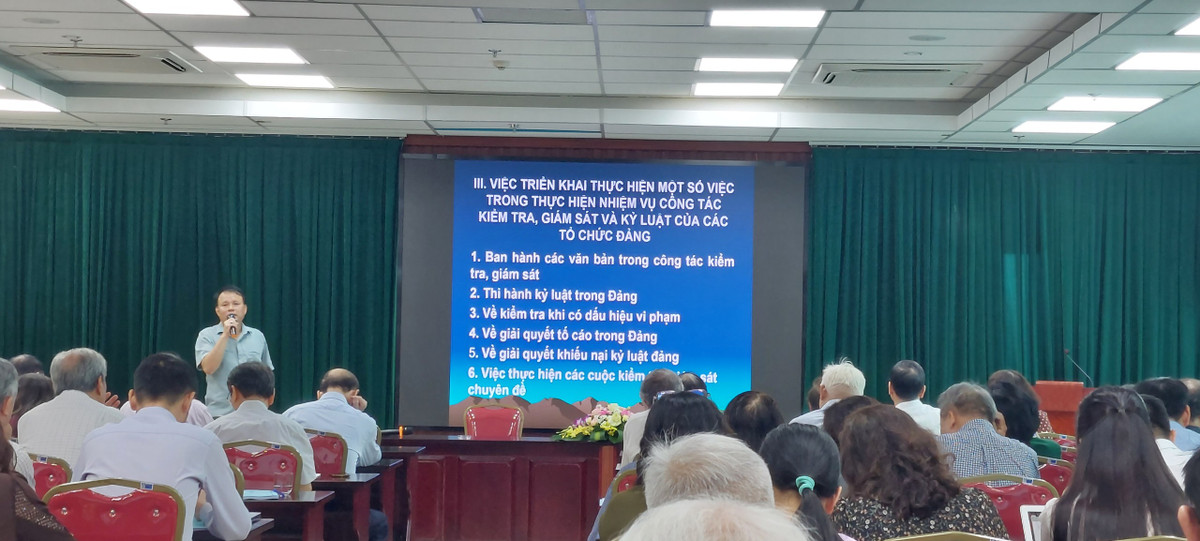 III. VIỆC TRIỂN KHAI THỰC HIỆN MỘT SỐ VIỆC
TRONG THỰC HIỆN NHIỆM VỤ CÔNG TÁC
KIỂM TRA, GIÁM SÁT VÀ KỶ LUẬT CỦA CÁC
TỔ CHỨC ĐẢNG
1. Ban hành các văn bản trong công tác kiểm
tra, giám sát
2. Thi hành kỷ luật trong Đảng
3. Về kiểm tra khi có dấu hiệu vi phạm
4. Về giải quyết tố cáo trong Đảng
5. Về giải quyết khiếu nại kỷ luật đảng
6. Việc thực hiện các cuộc kiểm sát
chuyên đề